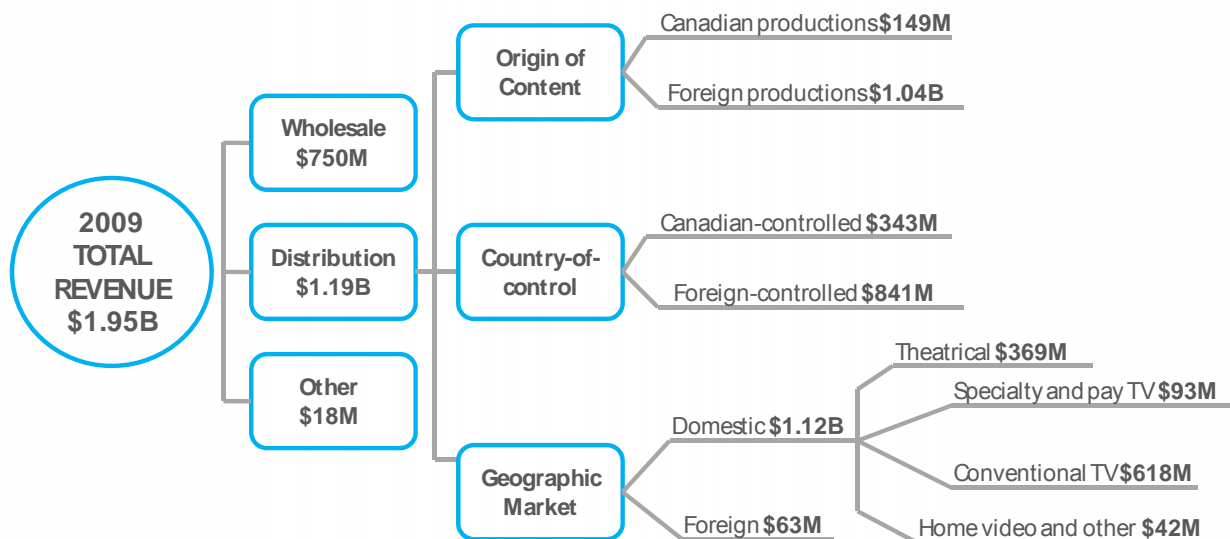 2009
TOTAL
REVENUE
$1.95B
Wholesale
$750M
Distribution
$1.19B
Other
$18M
Origin of
Content
Canadian productions $149M
Foreign productions $1.04B
Country-of-
control
Canadian-controlled $343M
Foreign-controlled $841M
Geographic
Market
Domestic $1.12B
Foreign $63M
Theatrical $369M
Specialty and pay TV $93M
Conventional TV $618M
Home video and other $42M